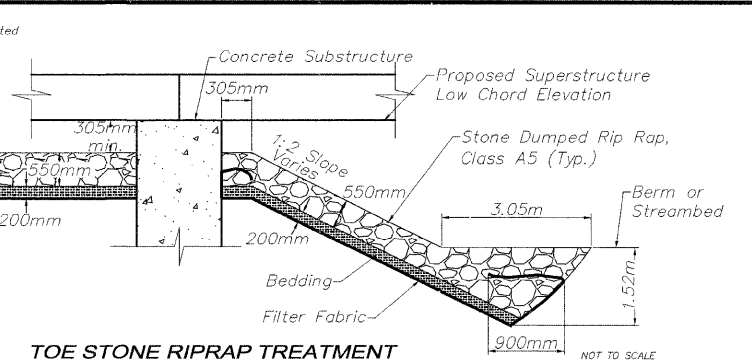 ted
Concrete Substructure
305mm
Proposed Superstructure
Low Chord Elevation
305mm
min.
1:2 Slope
Varies
Stone Dumped Rip Rap,
Class A5 (Typ.)
550mm
550mm
3.05m
Berm or
Streambed
200mm
200mm
1.52m
Bedding
Filter Fabric
900mm
TOE STONE RIPRAP TREATMENT
NOT TO SCALE